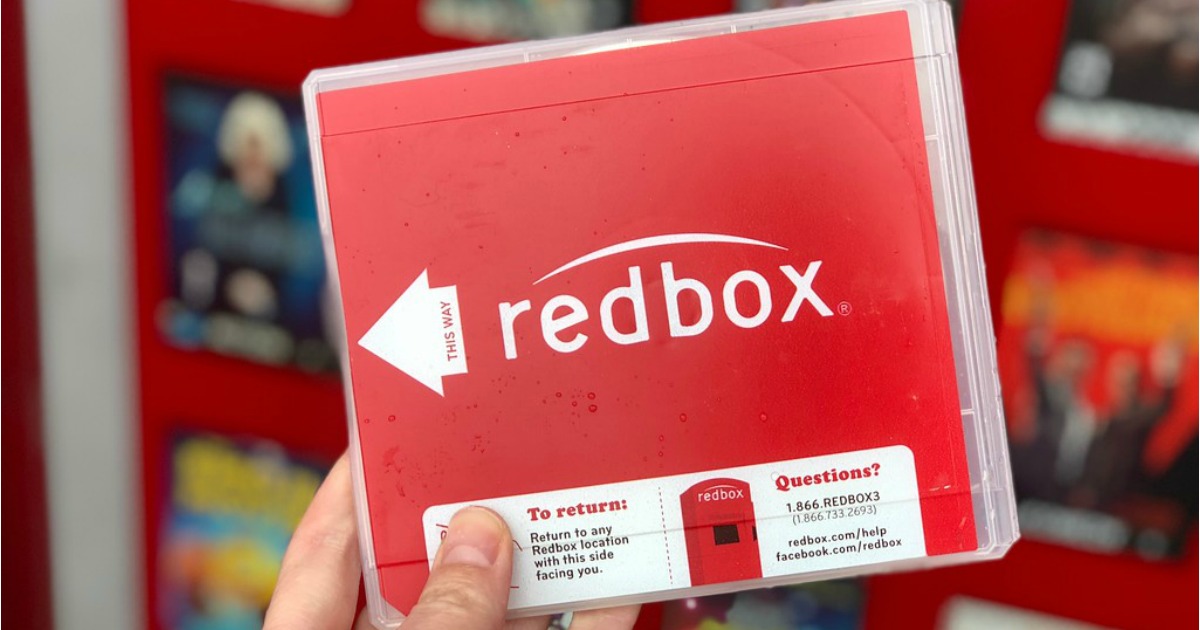 redbox®
THIS WAY
To return:
Return to any
Redbox location
with this side
facing you.
redbox
Questions?
1.866.REDBOX3
(1.866.733.2693)
redbox.com/help
facebook.com/redbox